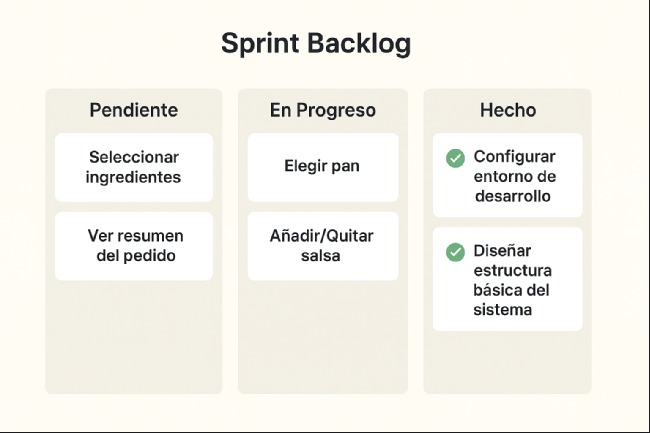 Sprint Backlog
Pendiente
Seleccionar
ingredientes
Ver resumen
del pedido
En Progreso
Elegir pan
Añadir/Quitar
salsa
Hecho
Configurar
entorno de
desarrollo
Diseñar
estructura
básica del
sistema